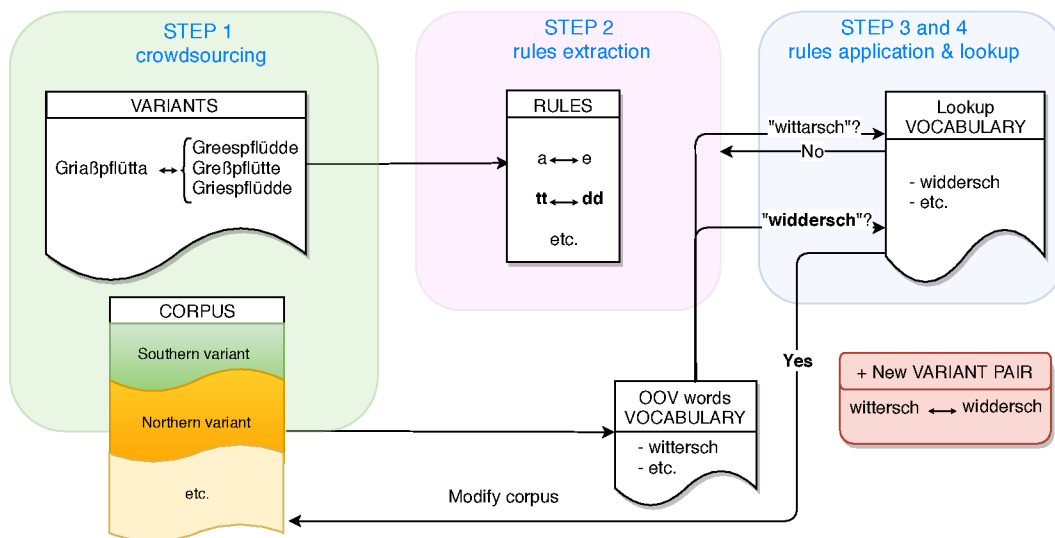 STEP 1
crowdsourcing
VARIANTS
Griaßpflütta
Greespflüdde
Greßpflütte
Griespflüdde
CORPUS
Southern variant
Northern variant
etc.
STEP 2
rules extraction
RULES
a e
tt dd
etc.
STEP 3 and 4
rules application & lookup
"wittarsch"?
No
"widdersch"?
Lookup
VOCABULARY
- widdersch
- etc.
Yes
OOV words
VOCABULARY
- wittersch
- etc.
Modify corpus
+ New VARIANT PAIR
wittersch widdersch